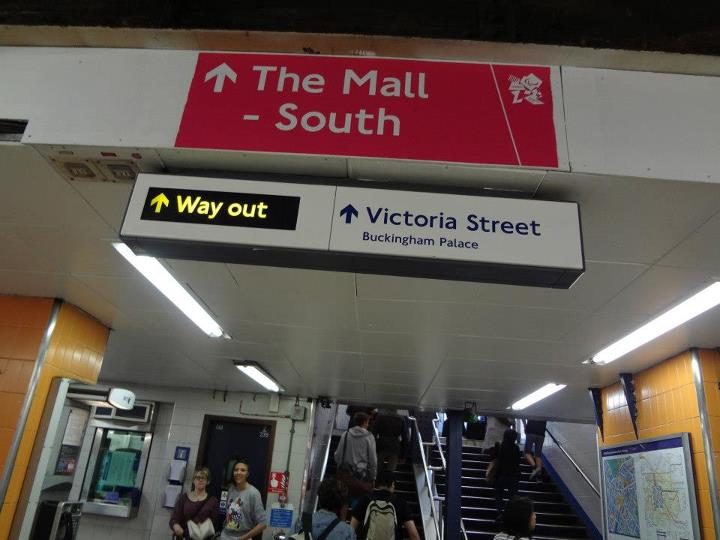 ↑ The Mall
- South
↑ Way out
↑ Victoria Street
Buckingham Palace